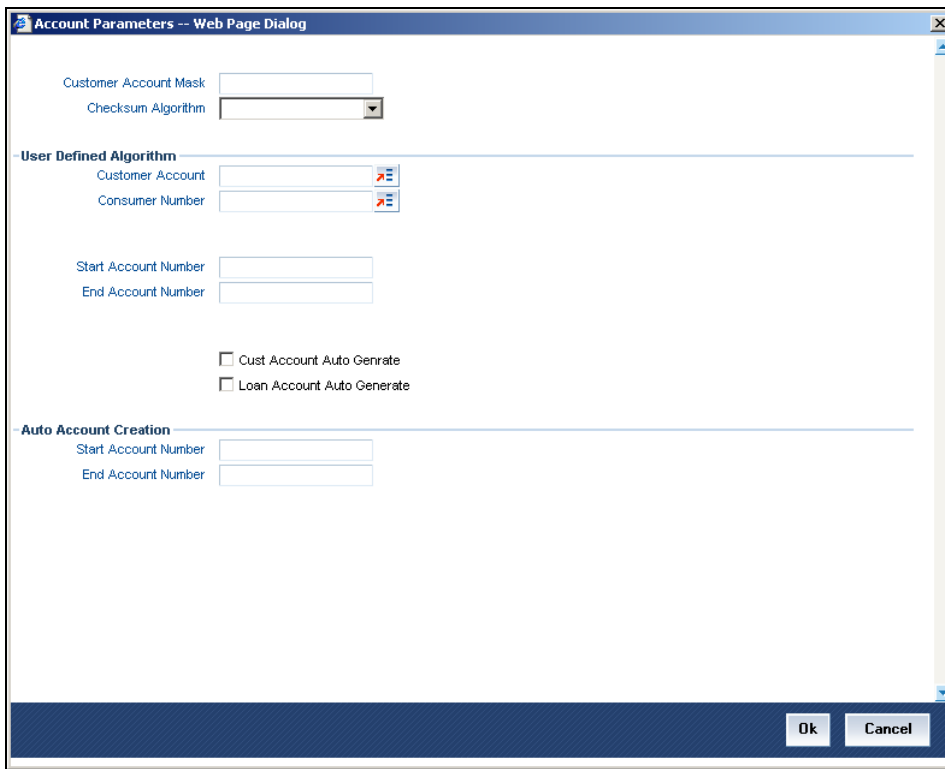 Account Parameters -- Web Page Dialog
Customer Account Mask
Checksum Algorithm
User Defined Algorithm
Customer Account
Consumer Number
Start Account Number
End Account Number
Cust Account Auto Genrate
Loan Account Auto Generate
Auto Account Creation
Start Account Number
End Account Number
Ok
Cancel